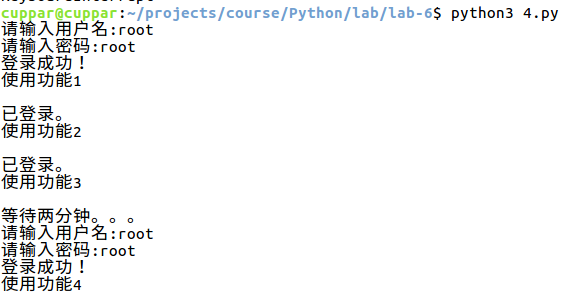 cuppar@cuppar:~/projects/course/Python/lab/lab-6$ python3 4.py
请输入用户名:root
请输入密码:root
登录成功！
使用功能1
已登录。
使用功能2
已登录。
使用功能3
等待两分钟。。。
请输入用户名:root
请输入密码:root
登录成功！
使用功能4